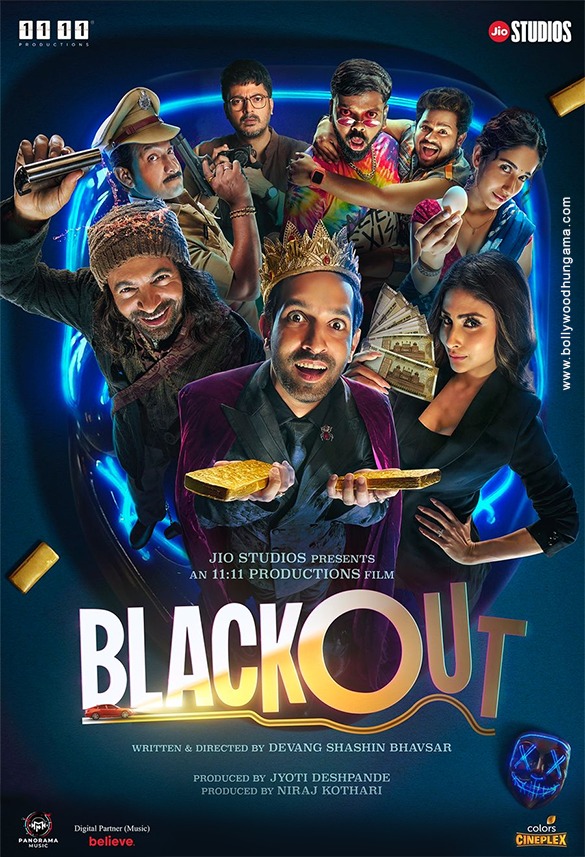 11 11
PRODUCTIONS
Jio STUDIOS
www.bollywoodhungama.com
JIO STUDIOS PRESENTS
AN 11:11 PRODUCTIONS FILM
BLACKOUT
WRITTEN & DIRECTED BY DEVANG SHASHIN BHAVSAR
PRODUCED BY JYOTI DESHPANDE
PRODUCED BY NIRAJ KOTHARI
PANORAMA
MUSIC
Digital Partner (Music)
believe.
colors
CINEPLEX